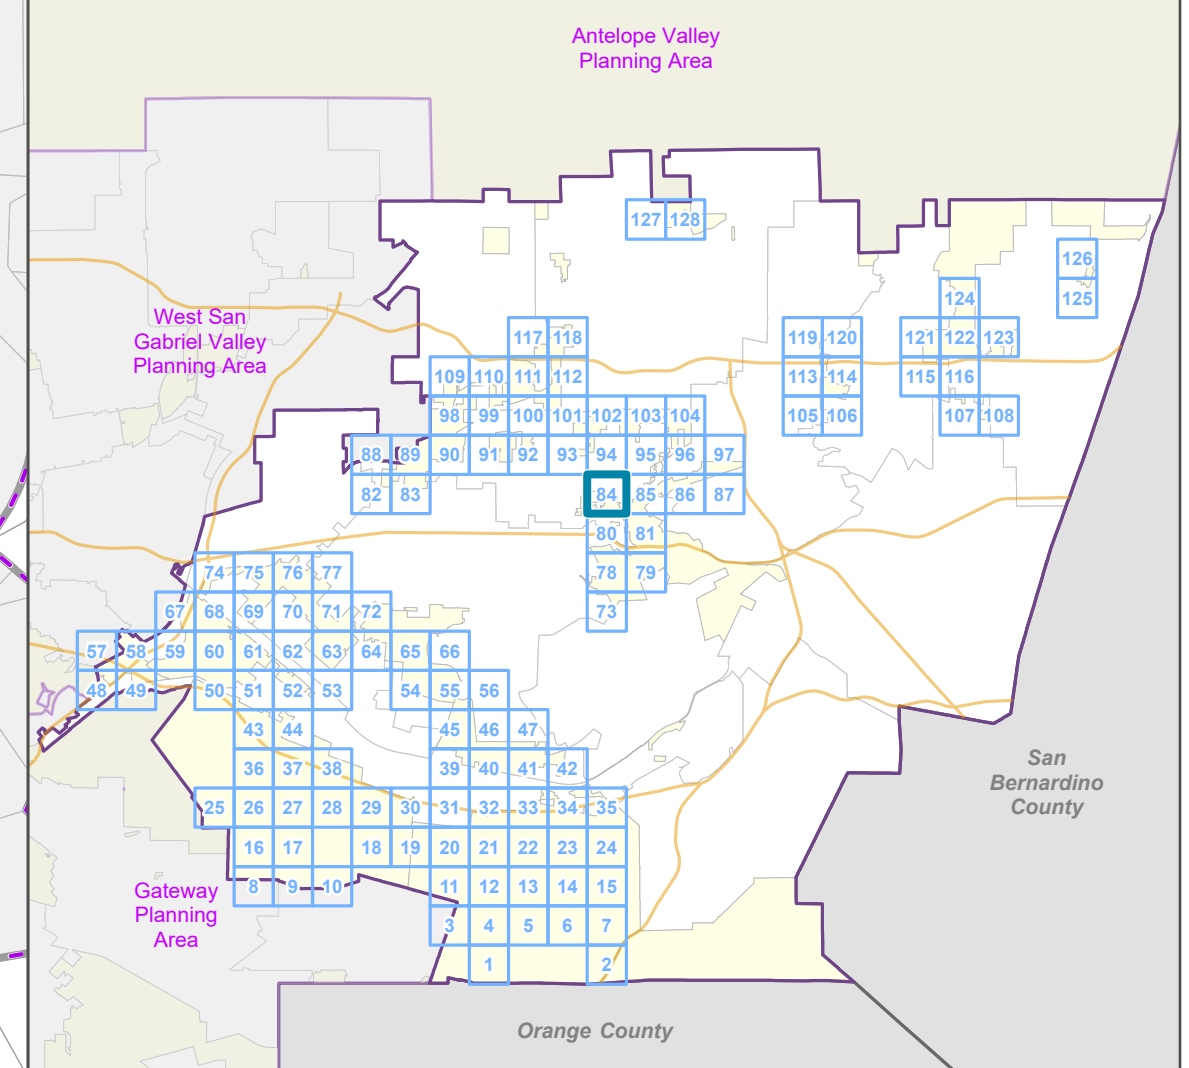 Antelope Valley
Planning Area
127 128
126
124 125
West San
Gabriel Valley
Planning Area
117 118 119 120 121 122 123
109 110 111 112 113 114 115 116
98 99 100 101 102 103 104 105 106 107 108
88 89 90 91 92 93 94 95 96 97
82 83 84 85 86 87
80 81
74 75 76 77 78 79
67 68 69 70 71 72 73
57 58 59 60 61 62 63 64 65 66
48 49 50 51 52 53 54 55 56
43 44 45 46 47
36 37 38 39 40 41 42
San
Bernardino
County
25 26 27 28 29 30 31 32 33 34 35
16 17 18 19 20 21 22 23 24
8 9 10 11 12 13 14 15
Gateway
Planning
Area
3 4 5 6 7
1 2
Orange County